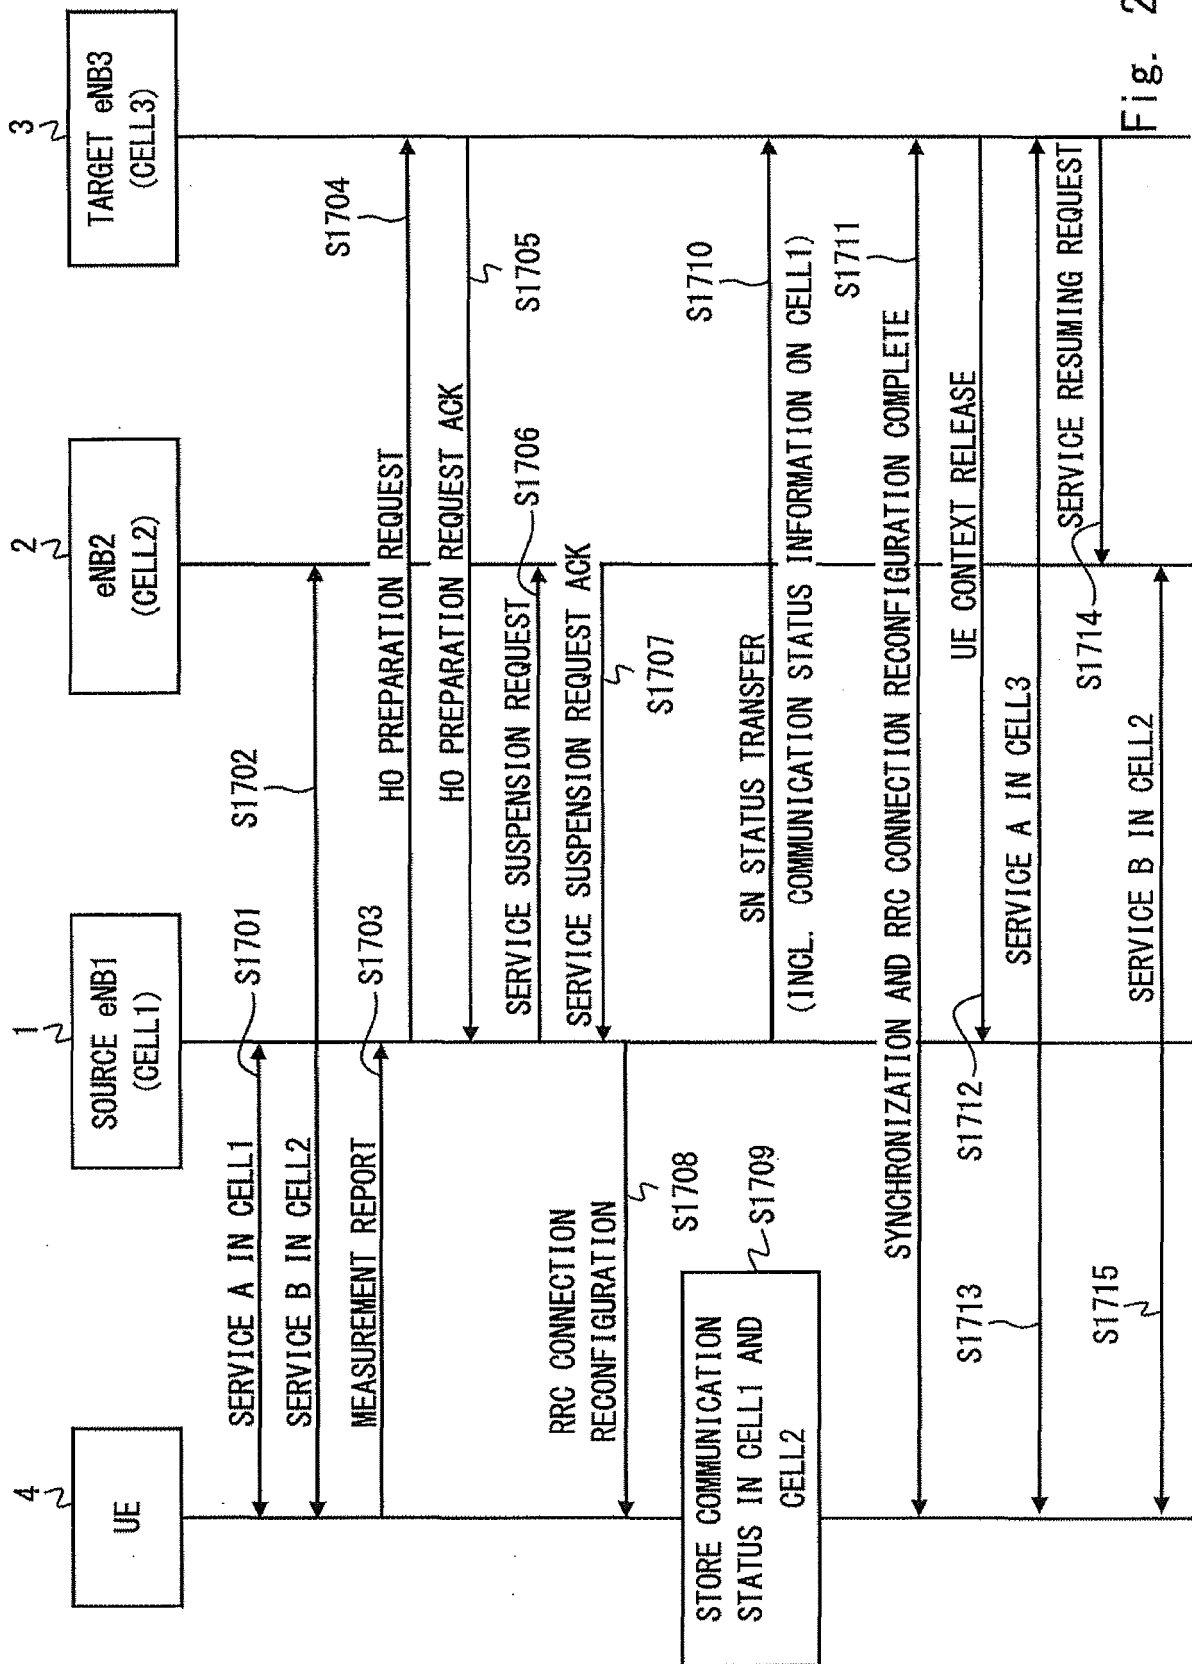 4
UE
1
SOURCE eNB1
(CELL1)
2
eNB2
(CELL2)
3
TARGET eNB3
(CELL3)
SERVICE A IN CELL1
S1701
SERVICE B IN CELL2
S1702
MEASUREMENT REPORT
S1703
HO PREPARATION REQUEST
S1704
HO PREPARATION REQUEST ACK
S1705
SERVICE SUSPENSION REQUEST
S1706
SERVICE SUSPENSION REQUEST ACK
S1707
RRC CONNECTION
RECONFIGURATION
S1708
STORE COMMUNICATION
STATUS IN CELL1 AND
CELL2
S1709
SN STATUS TRANSFER
S1710
(INCL. COMMUNICATION STATUS INFORMATION ON CELL1)
SYNCHRONIZATION AND RRC CONNECTION RECONFIGURATION COMPLETE
S1711
UE CONTEXT RELEASE
S1712
SERVICE A IN CELL3
S1713
SERVICE RESUMING REQUEST
S1714
SERVICE B IN CELL2
S1715
Fig.